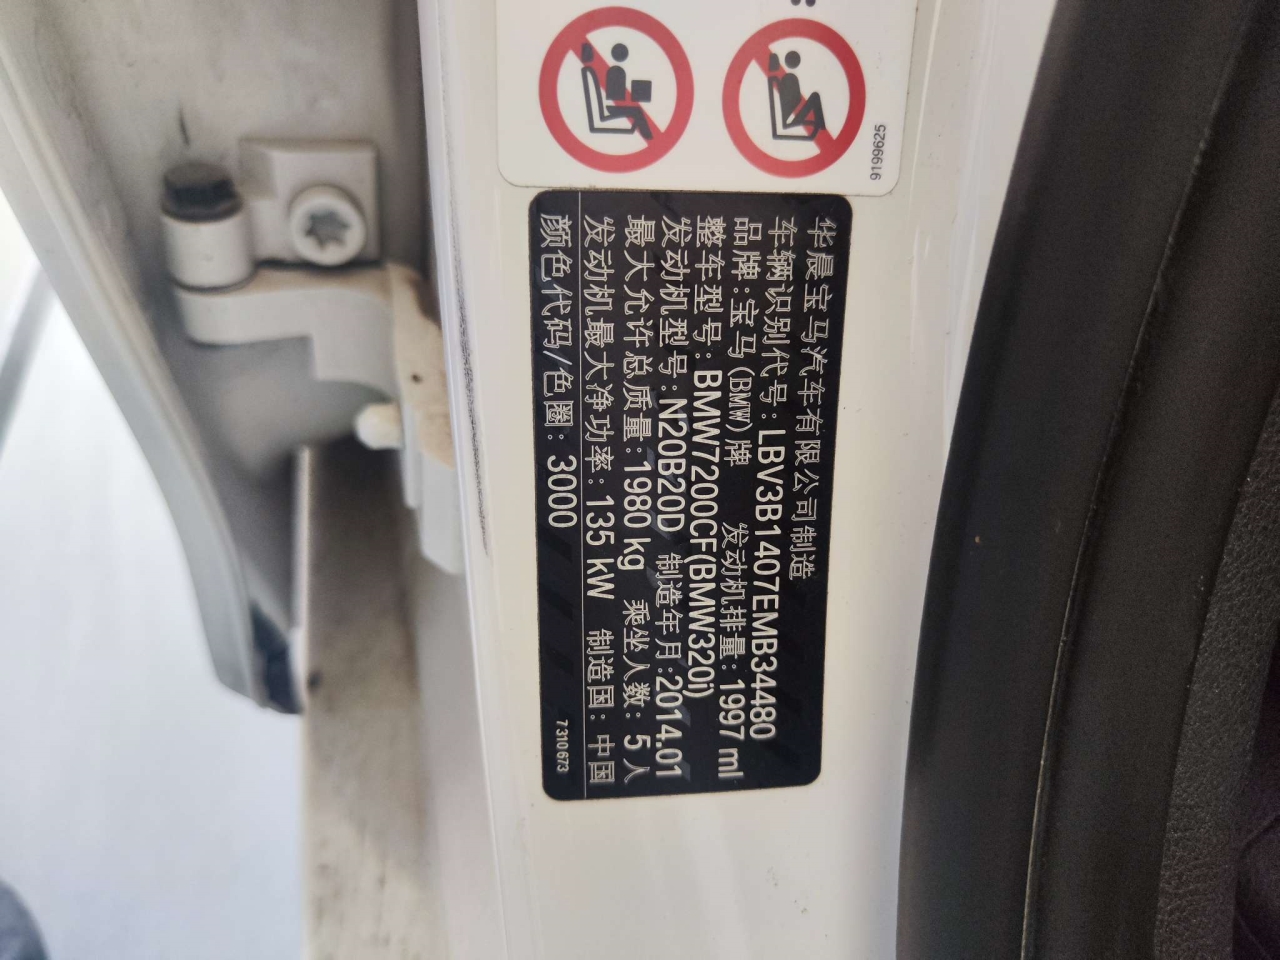 9199625
华晨宝马汽车有限公司制造
车辆识别代号:LBV3B1407EMB34480
品牌:宝马(BMW)牌 发动机排量:1997 ml
整车型号:BMW7200CF(BMW320i)
发动机型号:N20B20D 制造年月:2014.01
最大允许总质量:1980 kg 乘坐人数:5人
发动机最大净功率:135 kW 制造国:中国
颜色代码/色圈:3000
7310673